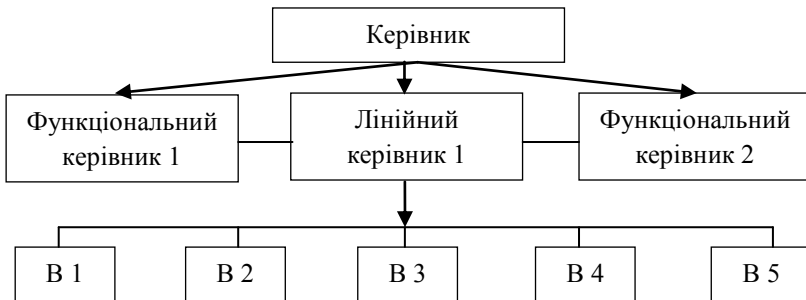 Керівник
Функціональний
керівник 1
Лінійний
керівник 1
Функціональний
керівник 2
В 1
В 2
В 3
В 4
В 5